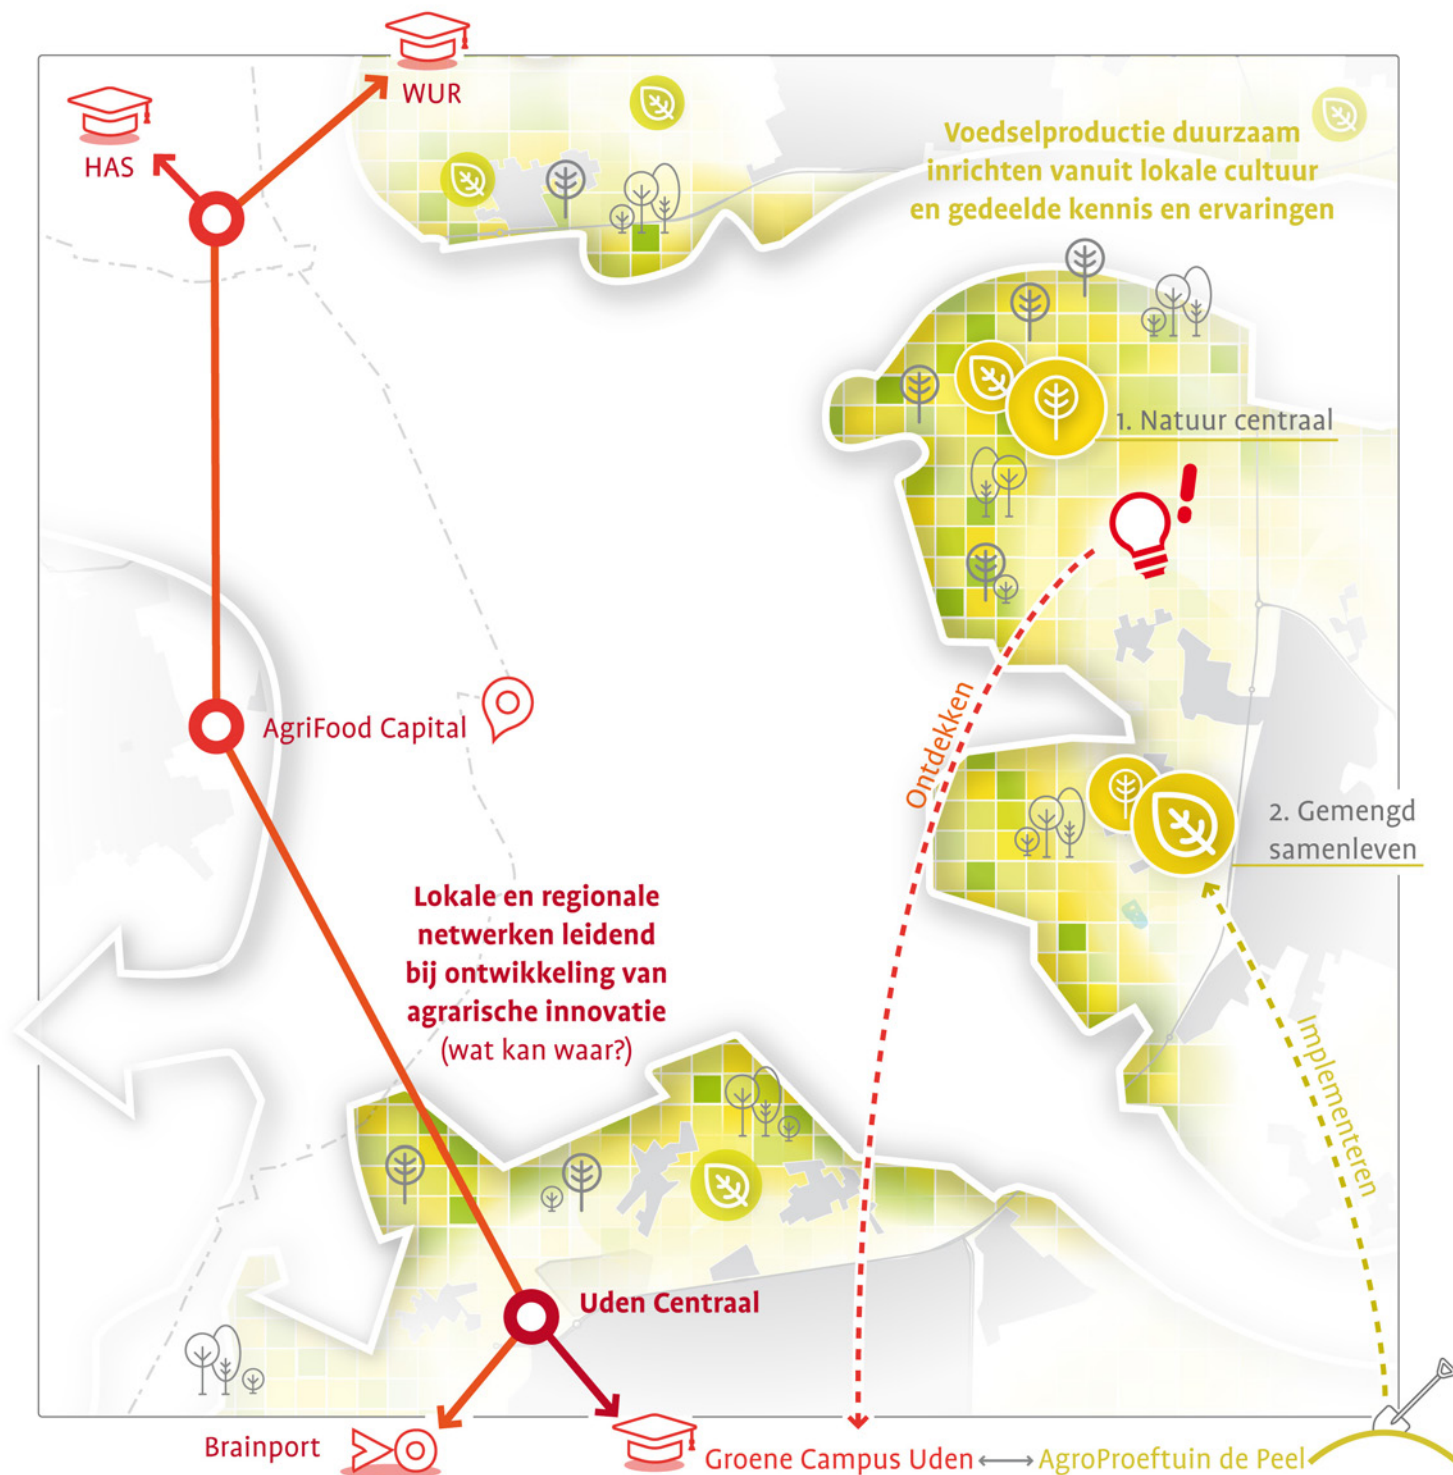 WUR
HAS
Voedselproductie duurzaam
inrichten vanuit lokale cultuur
en gedeelde kennis en ervaringen
1. Natuur centraal
!
AgriFood Capital
Ontdekken
2. Gemengd
samenleven
Lokale en regionale
netwerken leidend
bij ontwikkeling van
agrarische innovatie
(wat kan waar?)
Implementeren
Uden Centraal
Brainport
Groene Campus Uden
AgroProeftuin de Peel